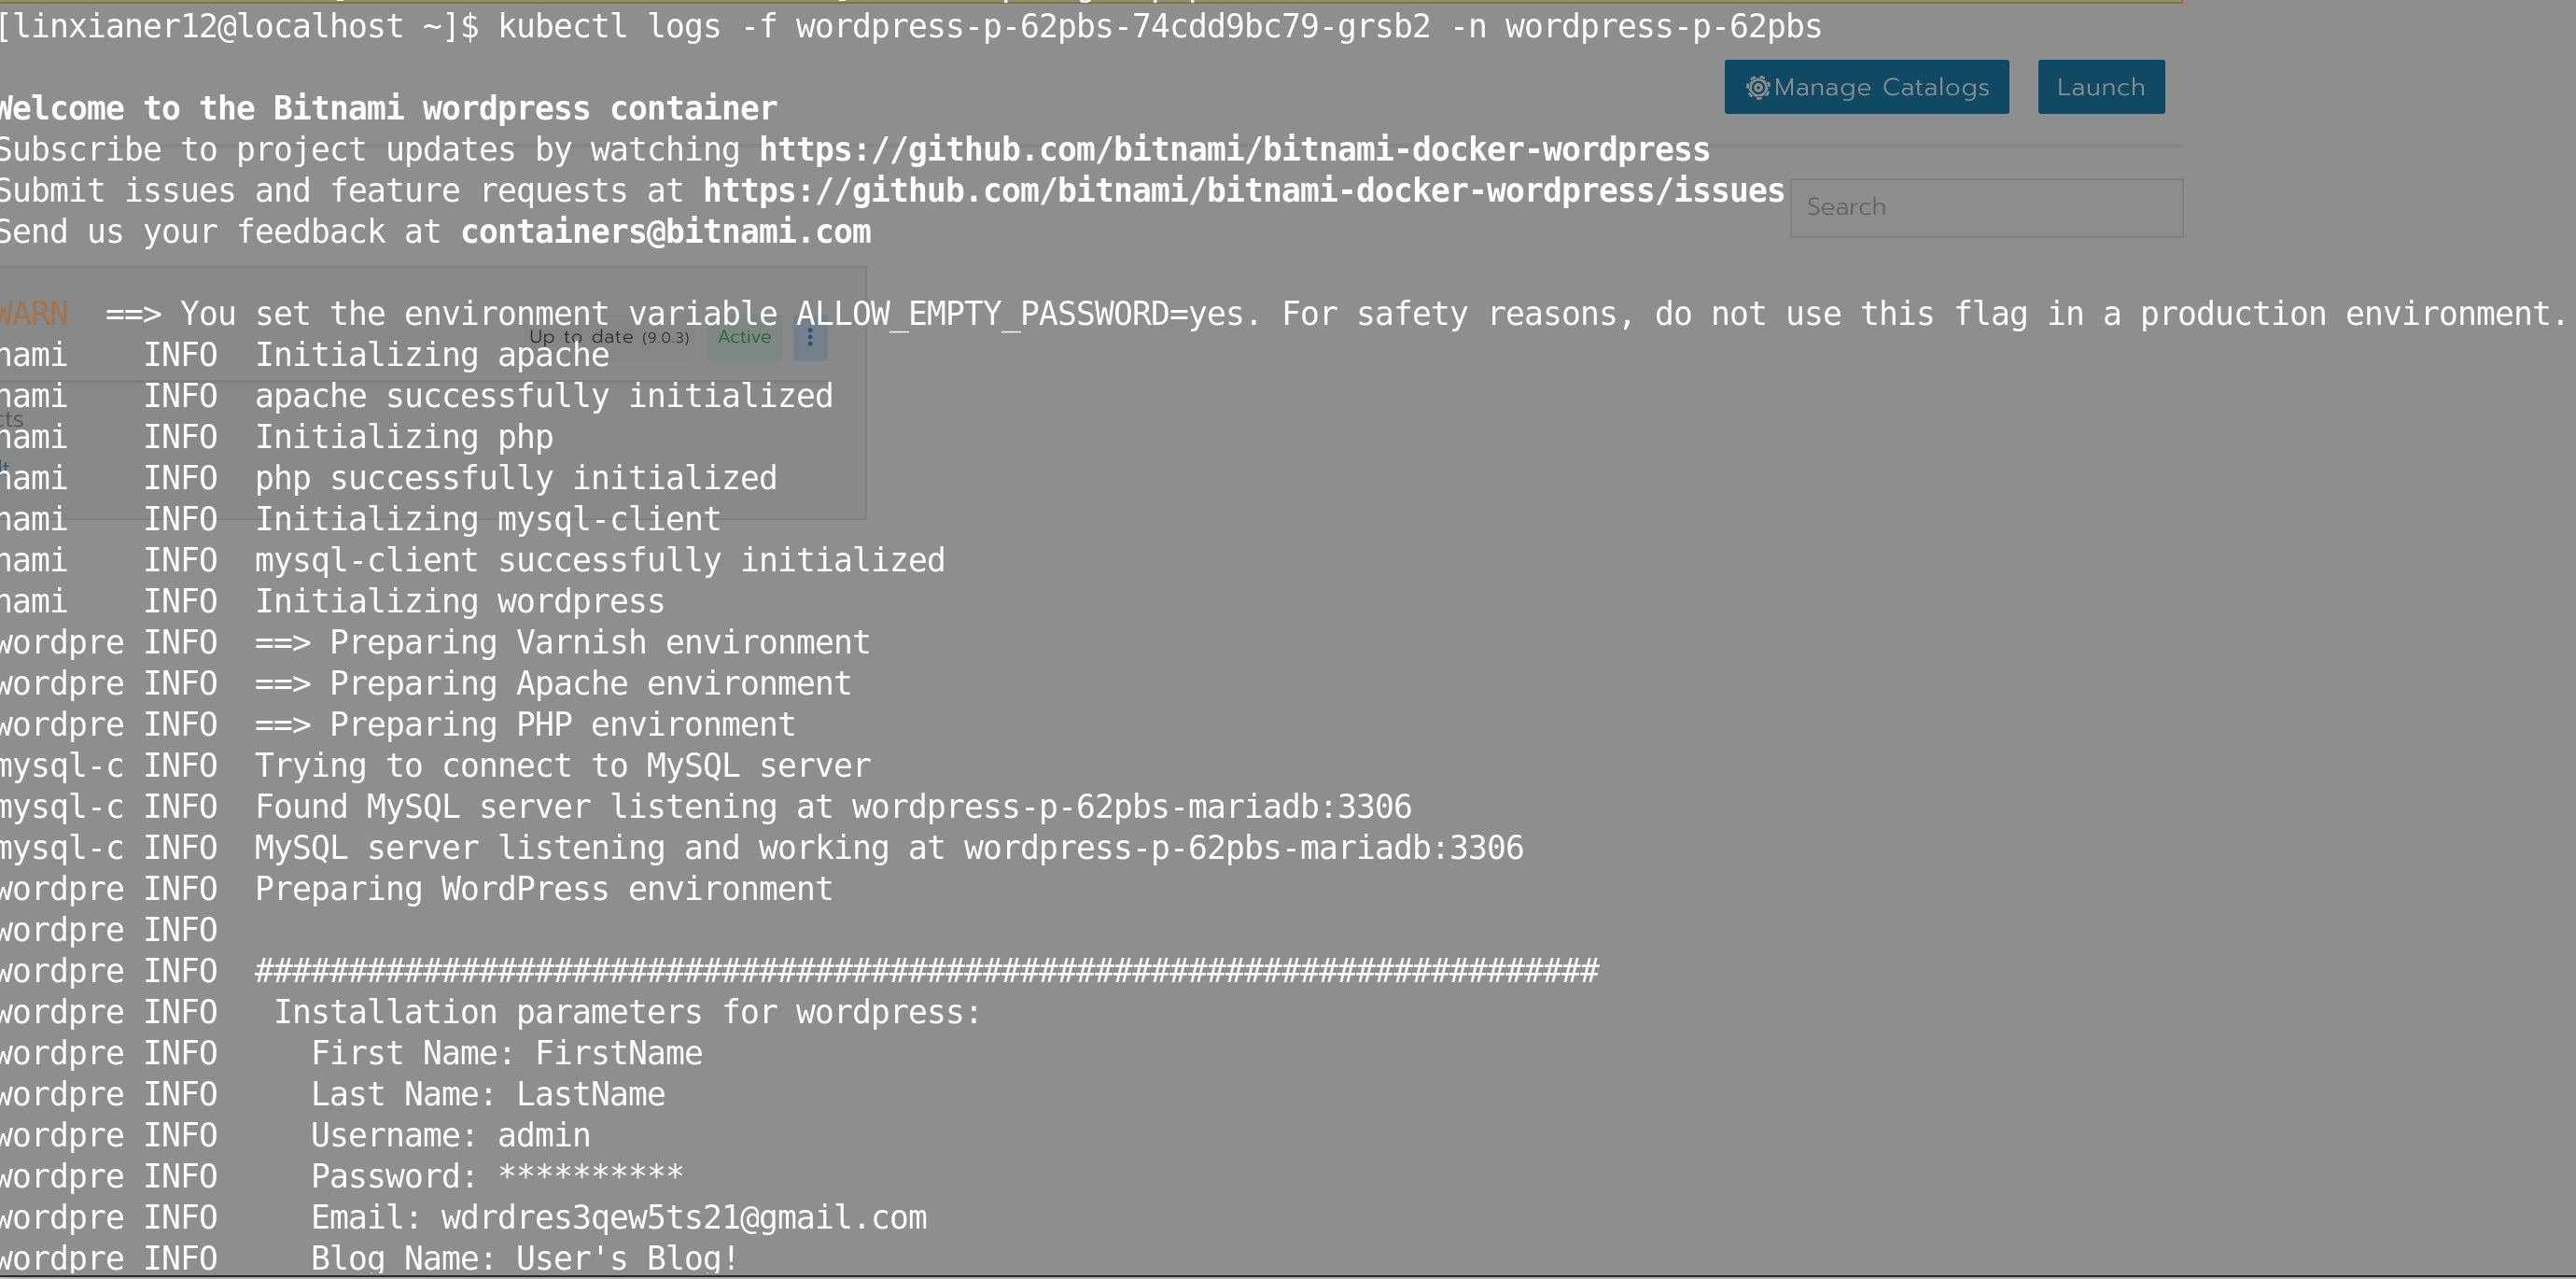 [linxianer12@localhost ~]$ kubectl logs -f wordpress-p-62pbs-74cdd9bc79-grsb2 -n wordpress-p-62pbs
Manage Catalogs Launch
Welcome to the Bitnami wordpress container
Subscribe to project updates by watching https://github.com/bitnami/bitnami-docker-wordpress
Submit issues and feature requests at https://github.com/bitnami/bitnami-docker-wordpress/issues
Search
Send us your feedback at containers@bitnami.com
WARN ==> You set the environment variable ALLOW_EMPTY_PASSWORD=yes. For safety reasons, do not use this flag in a production environment.
Up to date (9.0.3) Active
nami INFO Initializing apache
nami INFO apache successfully initialized
nami INFO Initializing php
nami INFO php successfully initialized
nami INFO Initializing mysql-client
nami INFO mysql-client successfully initialized
nami INFO Initializing wordpress
wordpre INFO ==> Preparing Varnish environment
wordpre INFO ==> Preparing Apache environment
wordpre INFO ==> Preparing PHP environment
mysql-c INFO Trying to connect to MySQL server
mysql-c INFO Found MySQL server listening at wordpress-p-62pbs-mariadb:3306
mysql-c INFO MySQL server listening and working at wordpress-p-62pbs-mariadb:3306
wordpre INFO Preparing WordPress environment
wordpre INFO
wordpre INFO ########################################################################
wordpre INFO Installation parameters for wordpress:
wordpre INFO First Name: FirstName
wordpre INFO Last Name: LastName
wordpre INFO Username: admin
wordpre INFO Password: **********
wordpre INFO Email: wdrdres3qew5ts21@gmail.com
wordpre INFO Blog Name: User's Blog!